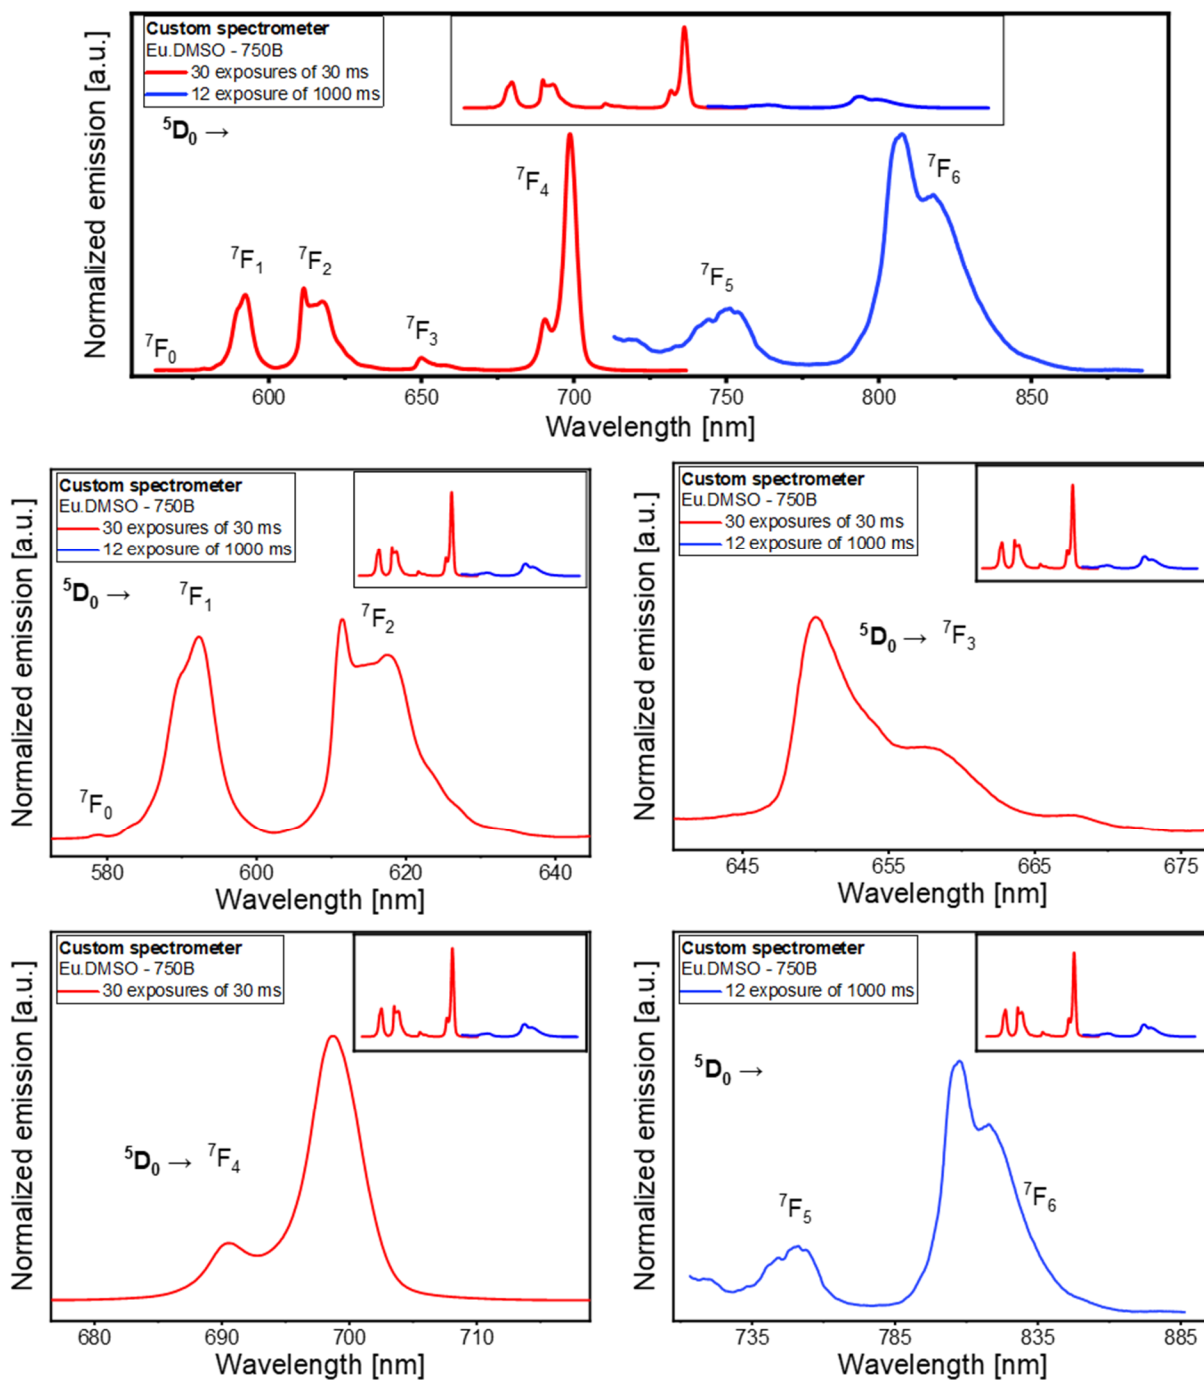 Custom spectrometer
Eu.DMSO - 750B
30 exposures of 30 ms
12 exposure of 1000 ms
⁵D₀ →
⁷F₀
⁷F₁
⁷F₂
⁷F₃
⁷F₄
⁷F₅
⁷F₆
Normalized emission [a.u.]
600 650 700 750 800 850
Wavelength [nm]
Custom spectrometer
Eu.DMSO - 750B
30 exposures of 30 ms
12 exposure of 1000 ms
⁵D₀ →
⁷F₀
⁷F₁
⁷F₂
Normalized emission [a.u.]
580 600 620 640
Wavelength [nm]
Custom spectrometer
Eu.DMSO - 750B
30 exposures of 30 ms
12 exposure of 1000 ms
⁵D₀ → ⁷F₃
Normalized emission [a.u.]
645 655 665 675
Wavelength [nm]
Custom spectrometer
Eu.DMSO - 750B
30 exposures of 30 ms
⁵D₀ → ⁷F₄
Normalized emission [a.u.]
680 690 700 710
Wavelength [nm]
Custom spectrometer
Eu.DMSO - 750B
12 exposure of 1000 ms
⁵D₀ →
⁷F₅
⁷F₆
Normalized emission [a.u.]
735 785 835 885
Wavelength [nm]